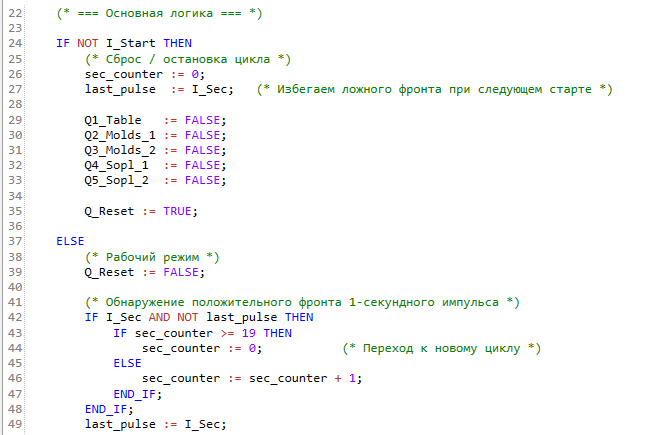 22 (* === Основная логика === *)
23
24 IF NOT I_Start THEN
25 (* Сброс / остановка цикла *)
26 sec_counter := 0;
27 last_pulse := I_Sec; (* Избегаем ложного фронта при следующем старте *)
28
29 Q1_Table := FALSE;
30 Q2_Molds_1 := FALSE;
31 Q3_Molds_2 := FALSE;
32 Q4_Sopl_1 := FALSE;
33 Q5_Sopl_2 := FALSE;
34
35 Q_Reset := TRUE;
36
37 ELSE
38 (* Рабочий режим *)
39 Q_Reset := FALSE;
40
41 (* Обнаружение положительного фронта 1-секундного импульса *)
42 IF I_Sec AND NOT last_pulse THEN
43 IF sec_counter >= 19 THEN
44 sec_counter := 0; (* Переход к новому циклу *)
45 ELSE
46 sec_counter := sec_counter + 1;
47 END_IF;
48 END_IF;
49 last_pulse := I_Sec;